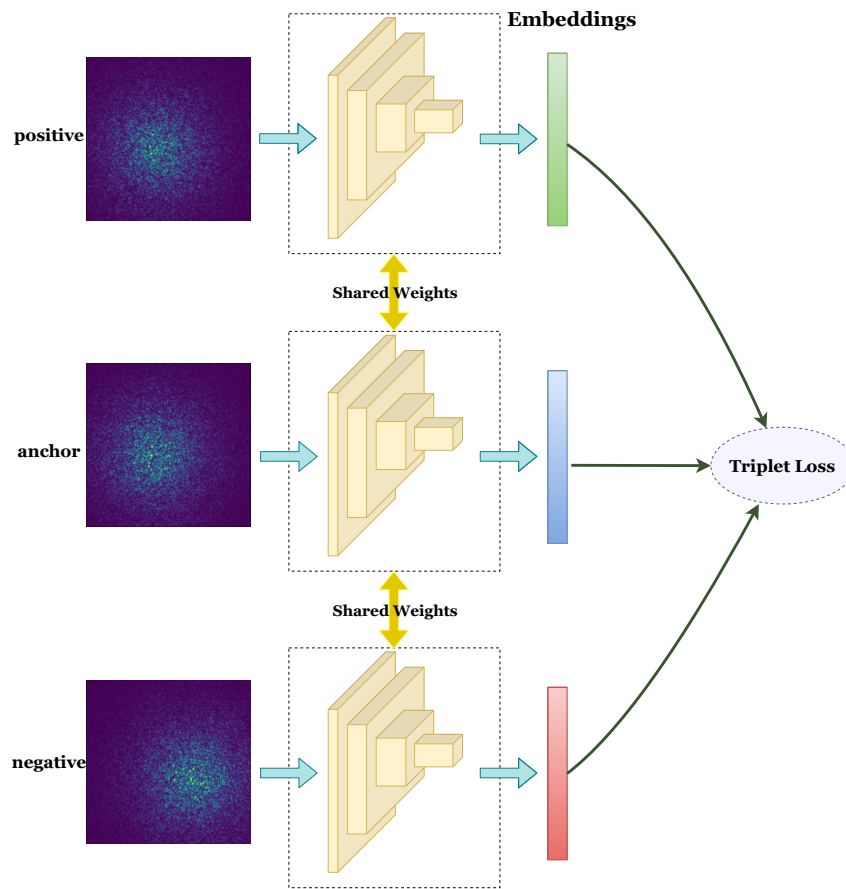 Embeddings
positive
Shared Weights
anchor
Triplet Loss
Shared Weights
negative